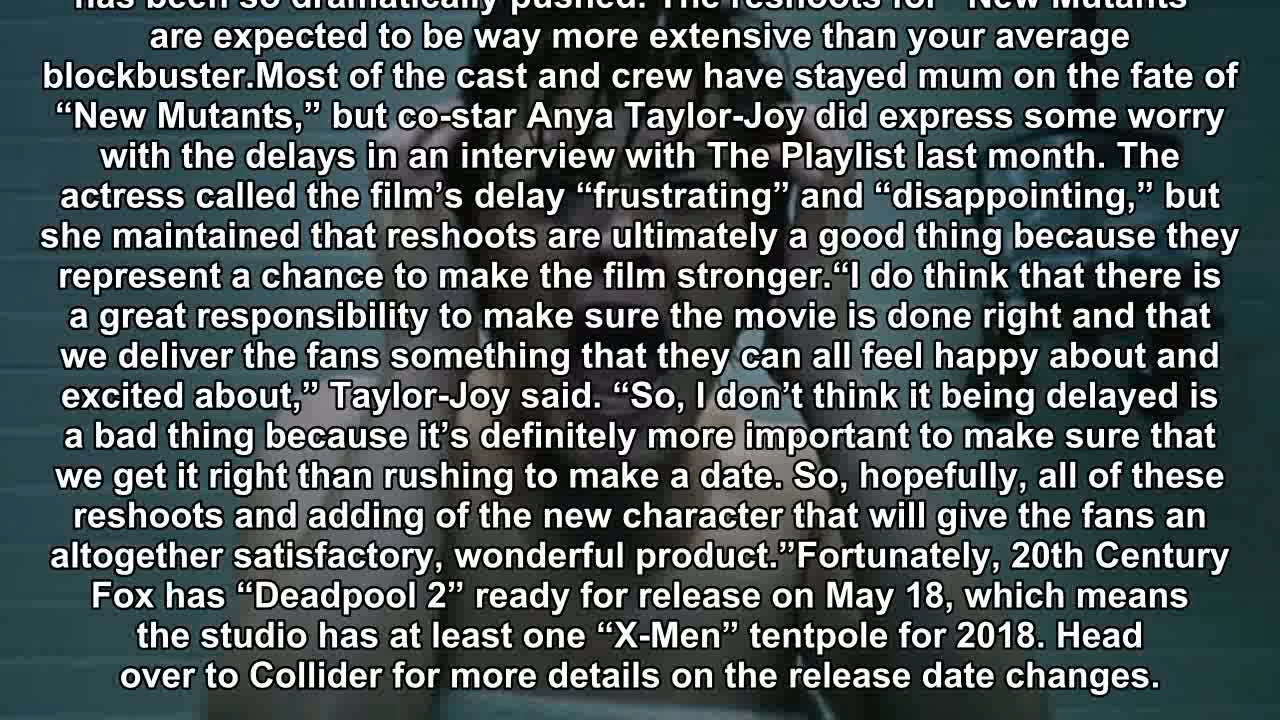 has been so dramatically pushed. The reshoots for “New Mutants”
are expected to be way more extensive than your average
blockbuster.Most of the cast and crew have stayed mum on the fate of
“New Mutants,” but co-star Anya Taylor-Joy did express some worry
with the delays in an interview with The Playlist last month. The
actress called the film’s delay “frustrating” and “disappointing,” but
she maintained that reshoots are ultimately a good thing because they
represent a chance to make the film stronger.“I do think that there is
a great responsibility to make sure the movie is done right and that
we deliver the fans something that they can all feel happy about and
excited about,” Taylor-Joy said. “So, I don’t think it being delayed is
a bad thing because it’s definitely more important to make sure that
we get it right than rushing to make a date. So, hopefully, all of these
reshoots and adding of the new character that will give the fans an
altogether satisfactory, wonderful product.”Fortunately, 20th Century
Fox has “Deadpool 2” ready for release on May 18, which means
the studio has at least one “X-Men” tentpole for 2018. Head
over to Collider for more details on the release date changes.